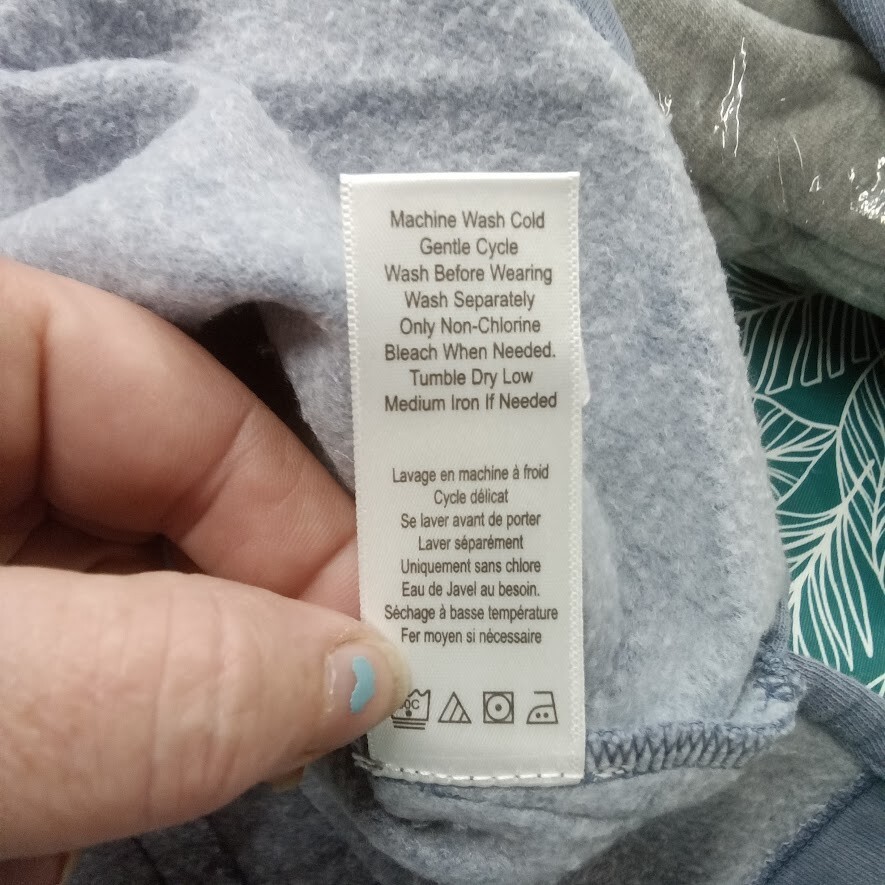 Machine Wash Cold
Gentle Cycle
Wash Before Wearing
Wash Separately
Only Non-Chlorine
Bleach When Needed.
Tumble Dry Low
Medium Iron If Needed
Lavage en machine à froid
Cycle délicat
Se laver avant de porter
Laver séparément
Uniquement sans chlore
Eau de Javel au besoin.
Séchage à basse température
Fer moyen si nécessaire